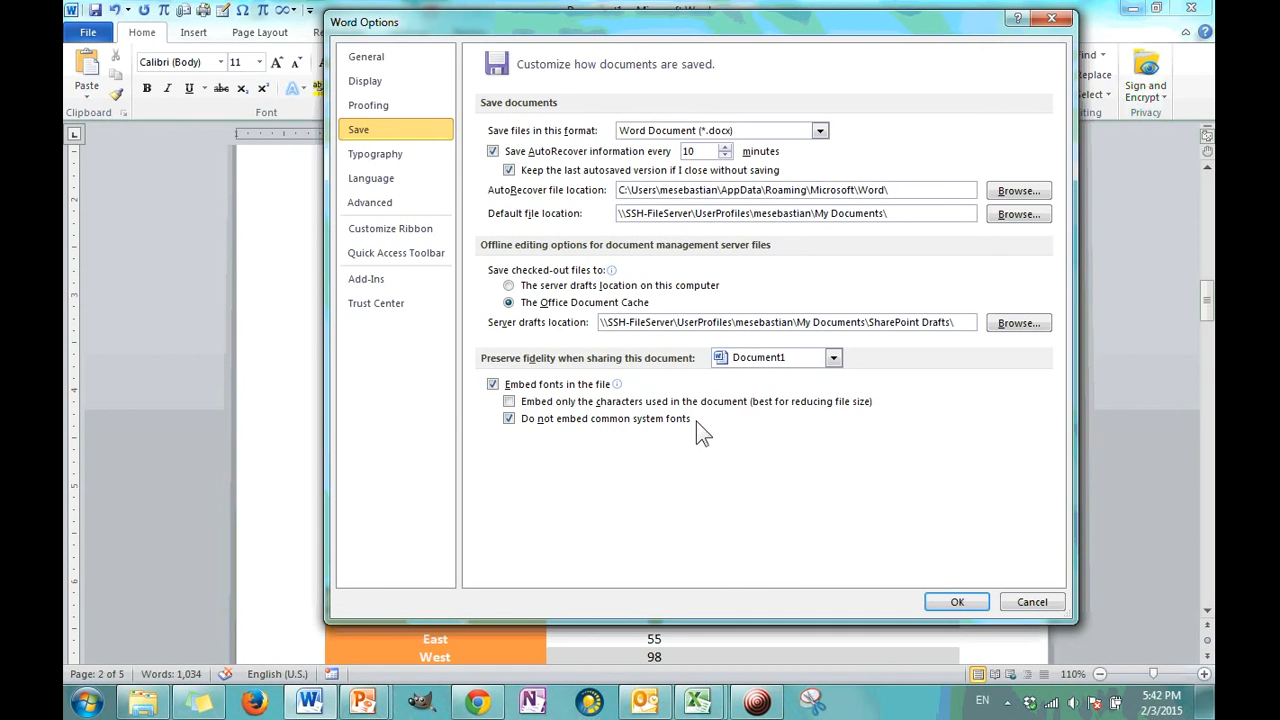 Word Options
File
Home
Insert
Page Layout
Calibri (Body)
11
Paste
Clipboard
Font
Replace
Select
Sign and
Encrypt
Privacy
General
Display
Proofing
Save
Typography
Language
Advanced
Customize Ribbon
Quick Access Toolbar
Add-Ins
Trust Center
Customize how documents are saved.
Save documents
Save files in this format: Word Document (*.docx)
Save AutoRecover information every 10 minutes
Keep the last autosaved version if I close without saving
AutoRecover file location: C:\Users\mesebastian\AppData\Roaming\Microsoft\Word\ Browse...
Default file location: \\SSH-FileServer\UserProfiles\mesebastian\My Documents\ Browse...
Offline editing options for document management server files
Save checked-out files to:
The server drafts location on this computer
The Office Document Cache
Server drafts location: \\SSH-FileServer\UserProfiles\mesebastian\My Documents\SharePoint Drafts\ Browse...
Preserve fidelity when sharing this document: Document1
Embed fonts in the file
Embed only the characters used in the document (best for reducing file size)
Do not embed common system fonts
OK Cancel
East 55
West 98
Page: 2 of 5 Words: 1,034 English (U.S.) 110%
EN
5:42 PM
2/3/2015